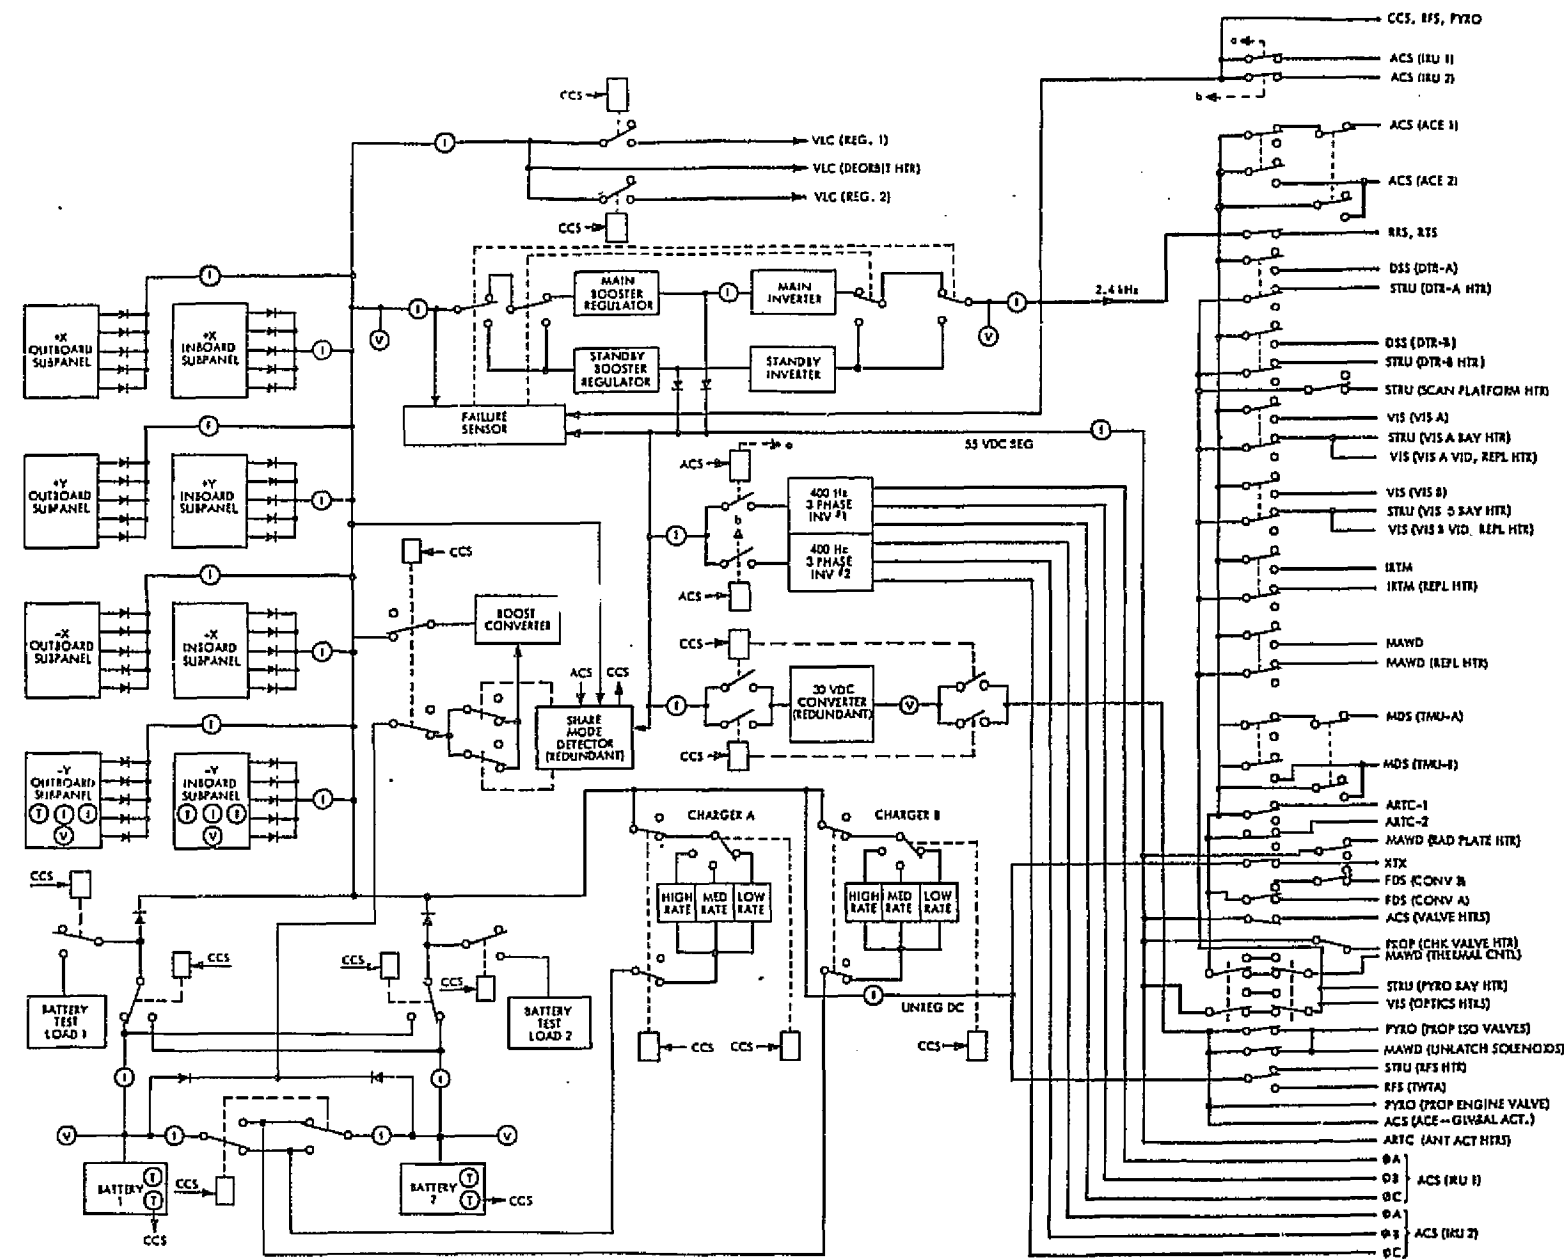 CCS, RFS, PYRO
a
ACS (IRU 1)
ACS (IRU 2)
b
CCS
I
VLC (REG. 1)
VLC (DEORBIT HTR)
VLC (REG. 2)
CCS
ACS (ACE 1)
ACS (ACE 2)
RRS, RTS
DSS (DTR-A)
STRU (DTR-A HTR)
DSS (DTR-B)
STRU (DTR-B HTR)
STRU (SCAN PLATFORM HTR)
VIS (VIS A)
STRU (VIS A BAY HTR)
VIS (VIS A VID, REPL HTR)
VIS (VIS B)
STRU (VIS B BAY HTR)
VIS (VIS B VID, REPL HTR)
IRTM
IRTM (REPL HTR)
MAWD
MAWD (REPL HTR)
MDS (TMU-A)
MDS (TMU-B)
ARTC-1
ARTC-2
MAWD (RAD PLATE HTR)
XTX
FDS (CONV B)
FDS (CONV A)
ACS (VALVE HTRS)
PROP (CHK VALVE HTR)
MAWD (THERMAL CNTL)
STRU (PYRO BAY HTR)
VIS (OPTICS HTRS)
PYRO (PROP ISO VALVES)
MAWD (UNLATCH SOLENOIDS)
STRU (RFS HTR)
RFS (TWTA)
PYRO (PROP ENGINE VALVE)
ACS (ACE--GIMBAL ACT.)
ARTC (ANT ACT HTRS)
ØA
ØB
ØC
ACS (IRU 1)
ØA
ØB
ØC
ACS (IRU 2)
+X
OUTBOARD
SUBPANEL
+X
INBOARD
SUBPANEL
I
I
+Y
OUTBOARD
SUBPANEL
+Y
INBOARD
SUBPANEL
I
-X
OUTBOARD
SUBPANEL
-X
INBOARD
SUBPANEL
I
I
-Y
OUTBOARD
SUBPANEL
T I
V
-Y
INBOARD
SUBPANEL
I
V
I
I
MAIN
BOOSTER
REGULATOR
MAIN
INVERTER
STANDBY
BOOSTER
REGULATOR
STANDBY
INVERTER
I
V
I
V
I
2.4 kHz
FAILURE
SENSOR
I
55 VDC SEG
ACS
a
400 Hz
3 PHASE
INV #1
b
400 Hz
3 PHASE
INV #2
ACS
CCS
BOOST
CONVERTER
ACS
CCS
SHARE
MODE
DETECTOR
(REDUNDANT)
CCS
30 VDC
CONVERTER
(REDUNDANT)
V
CCS
CHARGER A
HIGH
RATE
MED
RATE
LOW
RATE
CHARGER B
HIGH
RATE
MED
RATE
LOW
RATE
UNREG DC
CCS
CCS
CCS
CCS
CCS
CCS
CCS
BATTERY
TEST
LOAD 1
BATTERY
TEST
LOAD 2
I
I
V
I
I
V
BATTERY
1
T
T
CCS
CCS
BATTERY
2
T
T
CCS